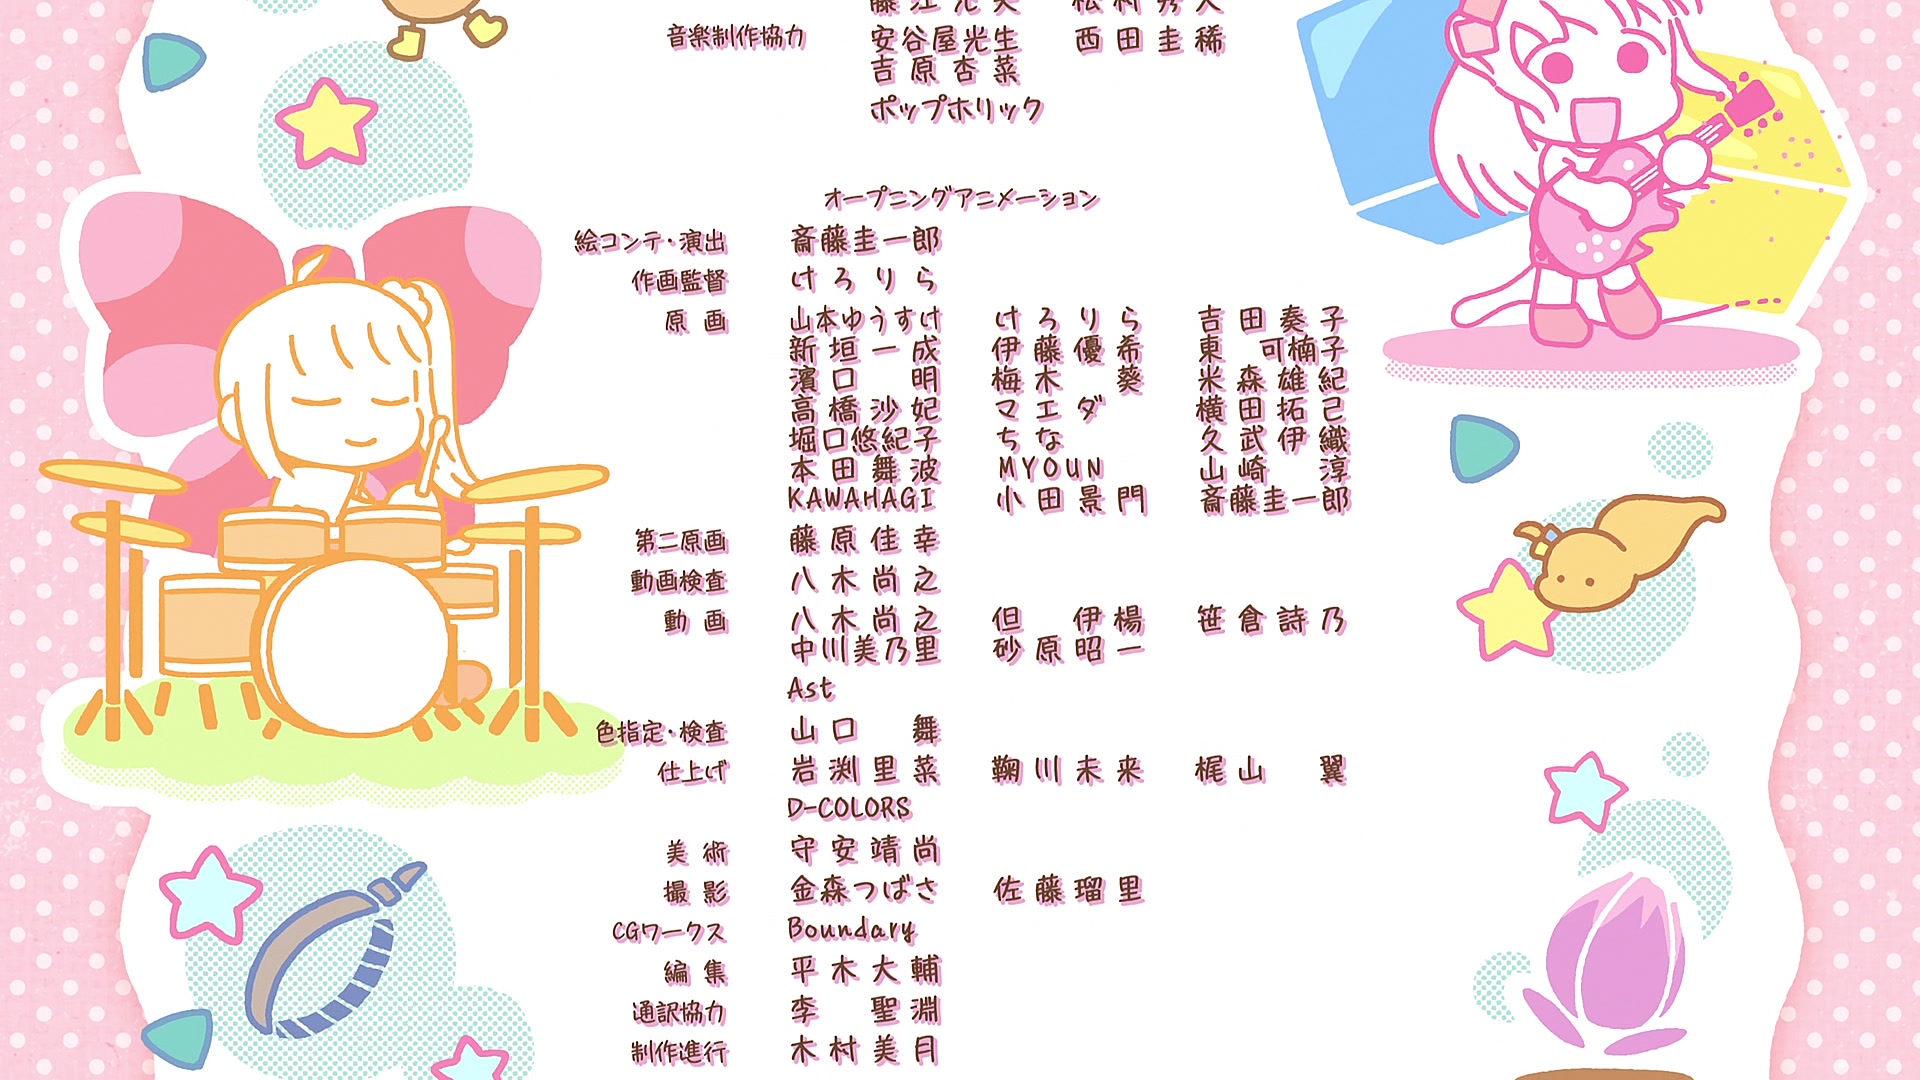 音楽制作協力 安谷屋光生 西田圭稀
吉原杏菜
ポップホリック
オープニングアニメーション
絵コンテ・演出 斎藤圭一郎
作画監督 けろりら
原画 山本ゆうすけ けろりら 吉田奏子
新垣一成 伊藤優希 東 可楠子
濱口 明 梅木 葵 米森雄紀
高橋沙妃 マエダ 横田拓己
堀口悠紀子 ちな 久武伊織
本田舞波 MYOUN 山崎 淳
KAWAHAGI 小田景門 斎藤圭一郎
第二原画 藤原佳幸
動画検査 八木尚之
動画 八木尚之 但 伊楊 笹倉詩乃
中川美乃里 砂原昭一
Ast
色指定・検査 山口 舞
仕上げ 岩渕里菜 鞠川未来 梶山 翼
D-COLORS
美術 守安靖尚
撮影 金森つばさ 佐藤瑠里
CGワークス Boundary
編集 平木大輔
通訳協力 李 聖淵
制作進行 木村美月